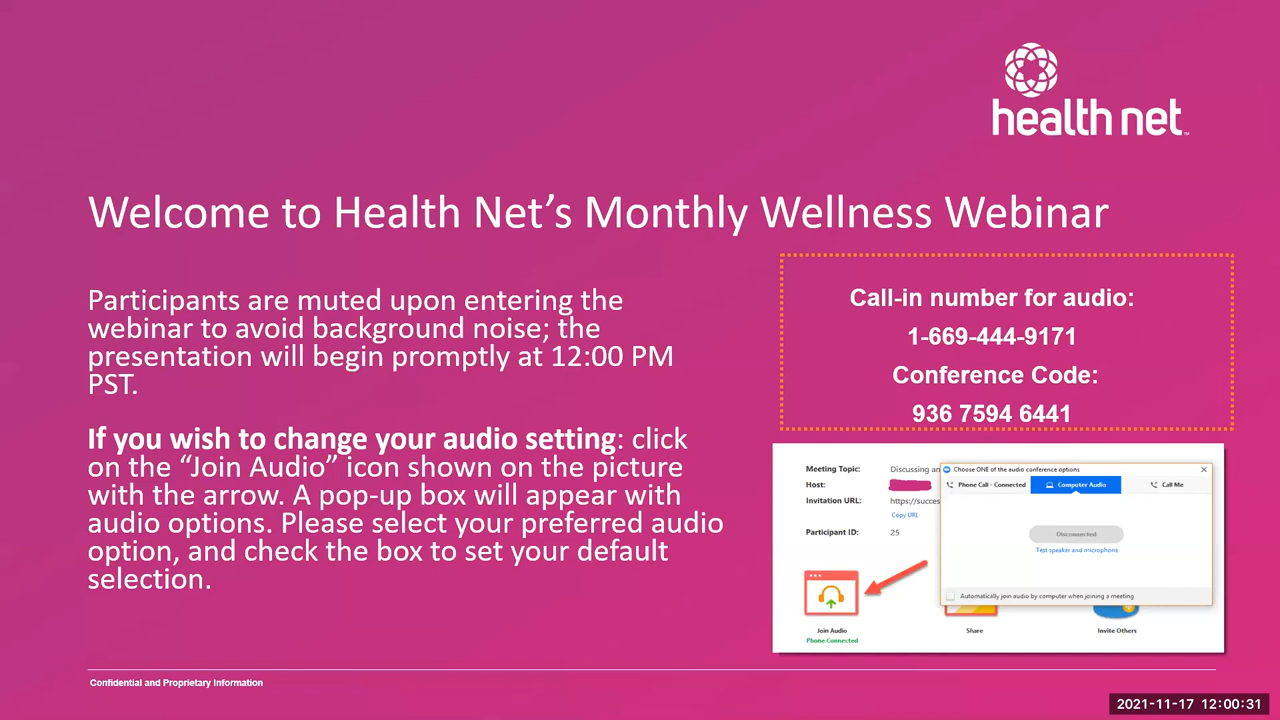 health net™
Welcome to Health Net’s Monthly Wellness Webinar
Participants are muted upon entering the
webinar to avoid background noise; the
presentation will begin promptly at 12:00 PM
PST.
If you wish to change your audio setting: click
on the “Join Audio” icon shown on the picture
with the arrow. A pop-up box will appear with
audio options. Please select your preferred audio
option, and check the box to set your default
selection.
Call-in number for audio:
1-669-444-9171
Conference Code:
936 7594 6441
Meeting Topic: Discussing an
Host:
Invitation URL: https://succes
Copy URL
Participant ID: 25
Choose ONE of the audio conference options
Phone Call - Connected Computer Audio Call Me
Disconnected
Test speaker and microphone
Automatically join audio by computer when joining a meeting
Join Audio Share Invite Others
Phone Connected
Confidential and Proprietary Information
2021-11-17 12:00:31